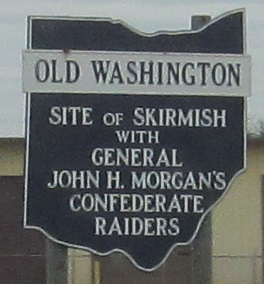 OLD WASHINGTON
SITE OF SKIRMISH
WITH
GENERAL
JOHN H. MORGAN'S
CONFEDERATE
RAIDERS